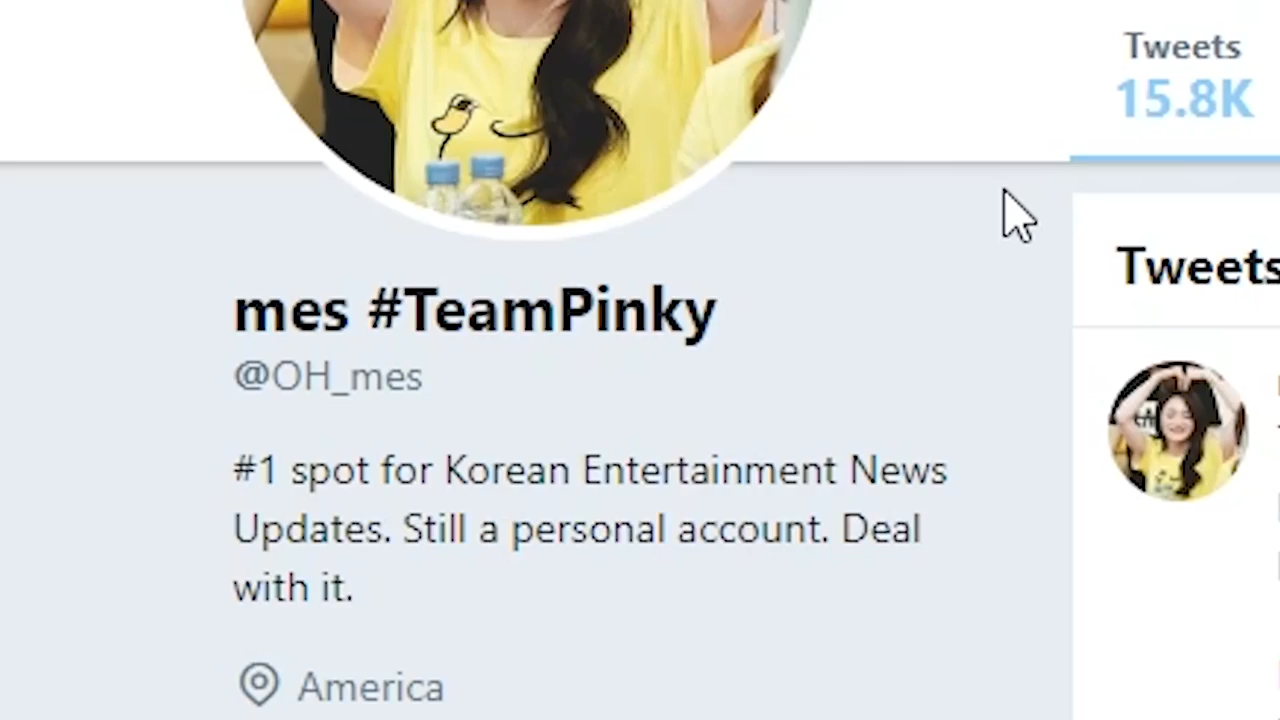 Tweets
15.8K
Tweets
mes #TeamPinky
@OH_mes
#1 spot for Korean Entertainment News
Updates. Still a personal account. Deal
with it.
America